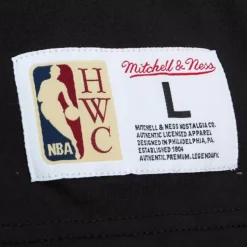 Mitchell & Ness
HWC
NBA
L
MITCHELL & NESS NOSTALGIA CO.
AUTHENTIC LICENSED APPAREL
DESIGNED IN PHILADELPHIA, PA.
ESTABLISHED 1904
AUTHENTIC. PREMIUM. LEGENDARY.